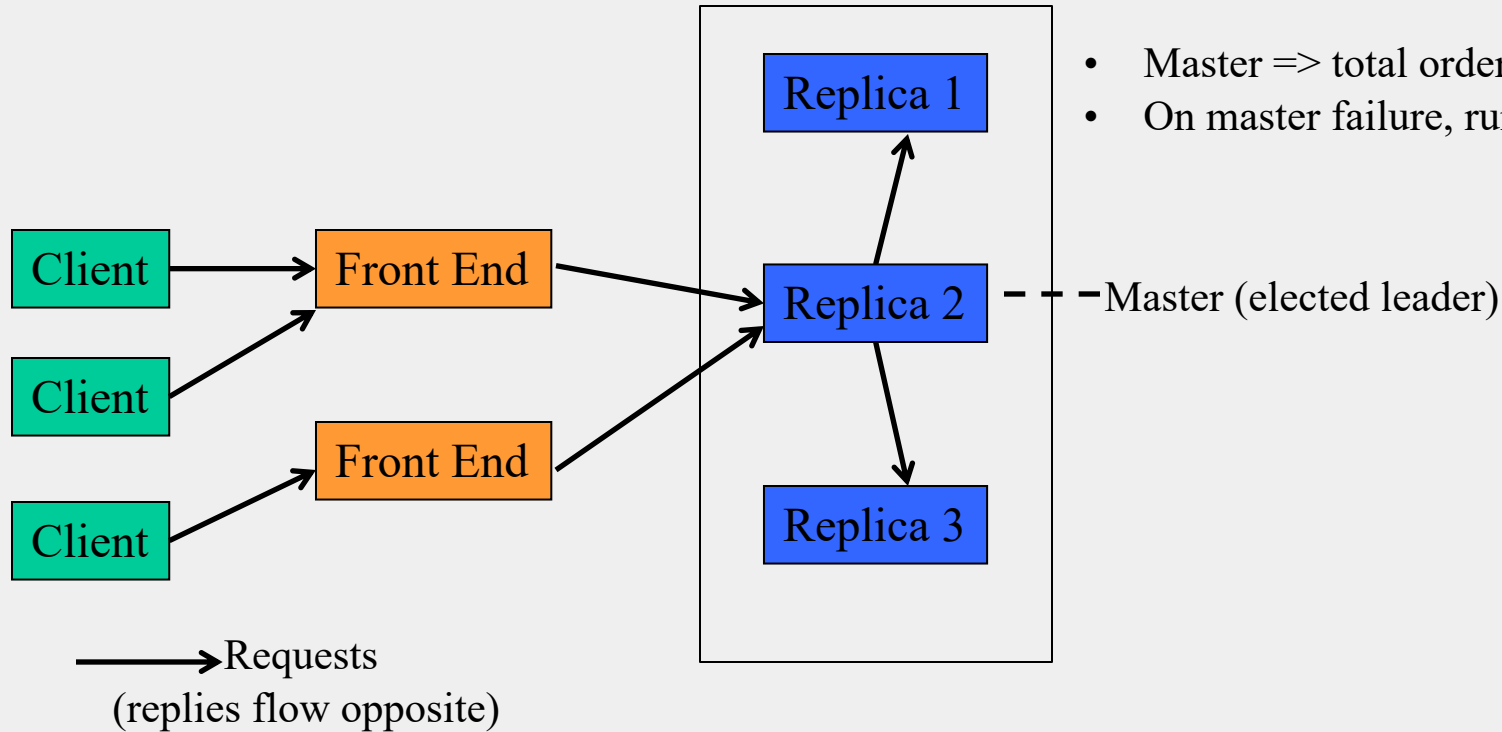 Replica 1
• Master => total order
• On master failure, ru
Client
Front End
Replica 2
Master (elected leader)
Client
Front End
Client
Replica 3
Requests
(replies flow opposite)